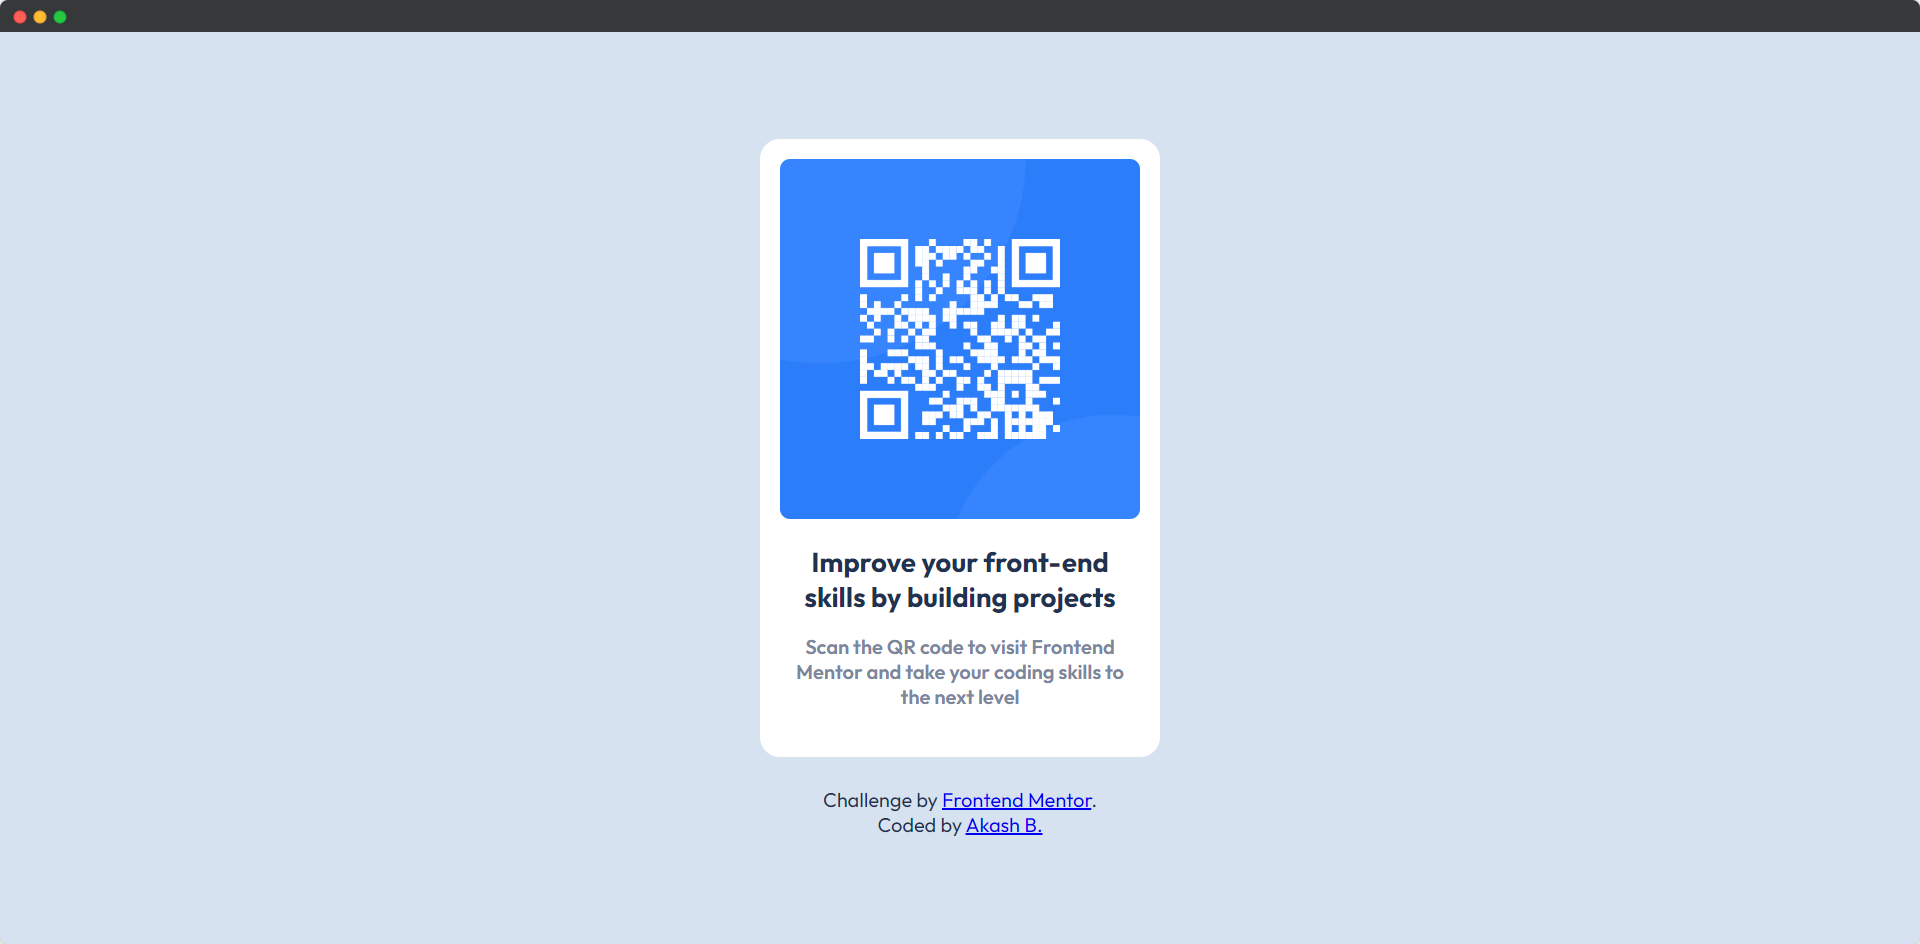 Improve your front-end
skills by building projects
Scan the QR code to visit Frontend
Mentor and take your coding skills to
the next level
Challenge by Frontend Mentor.
Coded by Akash B.